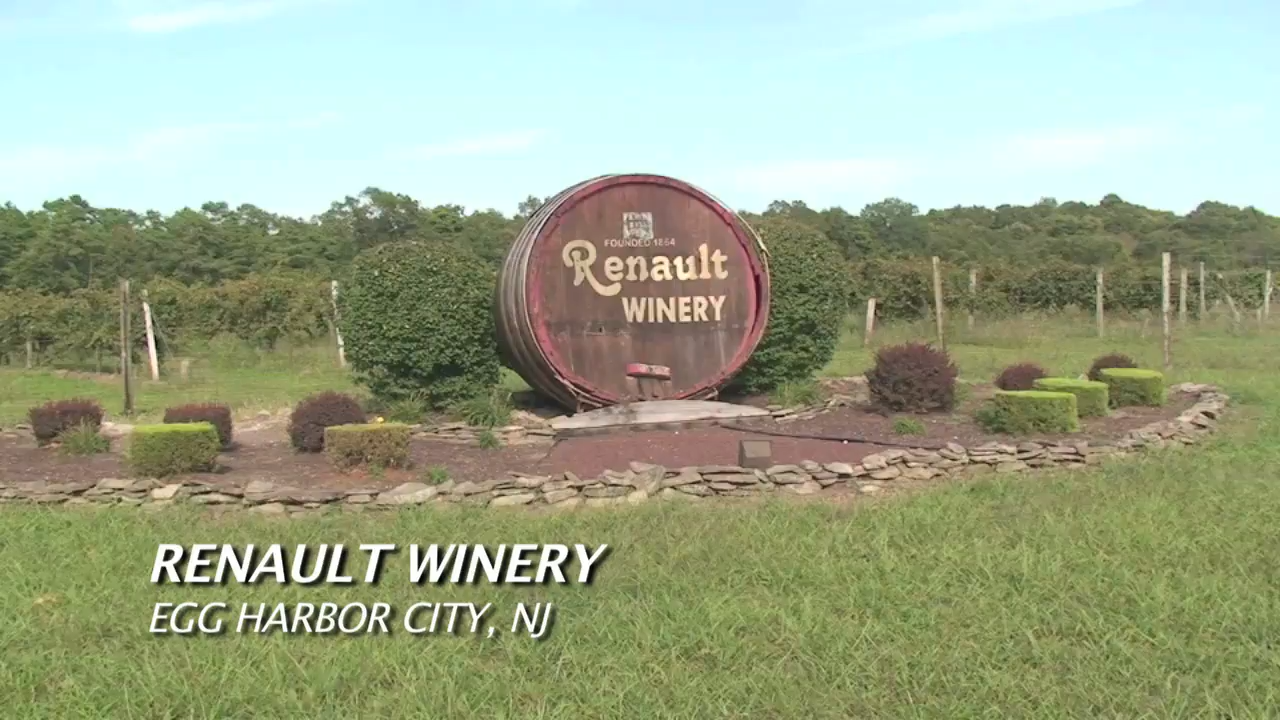 FOUNDED 1864
Renault
WINERY
RENAULT WINERY
EGG HARBOR CITY, NJ